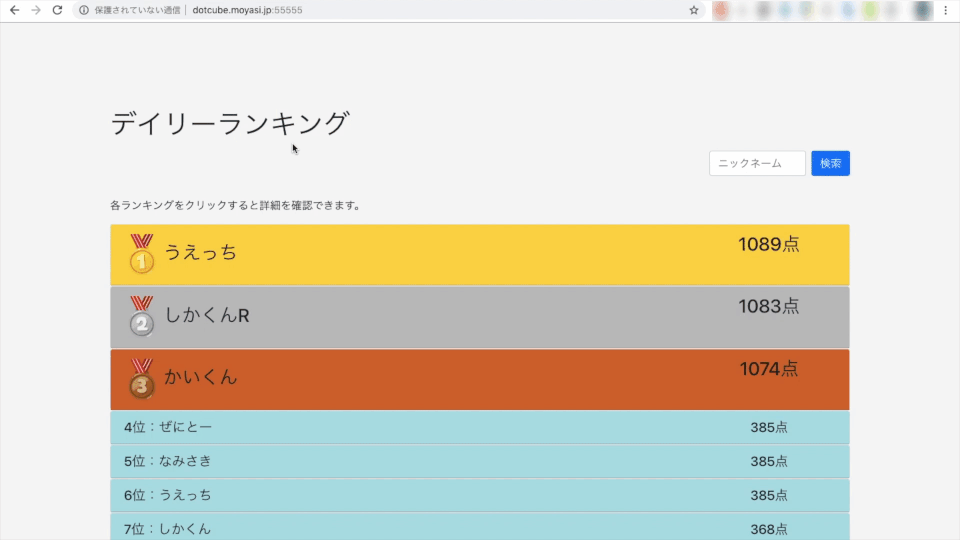 保護されていない通信 | dotcube.moyasi.jp:55555
デイリーランキング
ニックネーム 検索
各ランキングをクリックすると詳細を確認できます。
1 うえっち 1089点
2 しかくんR 1083点
3 かいくん 1074点
4位：ぜにとー 385点
5位：なみさき 385点
6位：うえっち 385点
7位：しかくん 368点